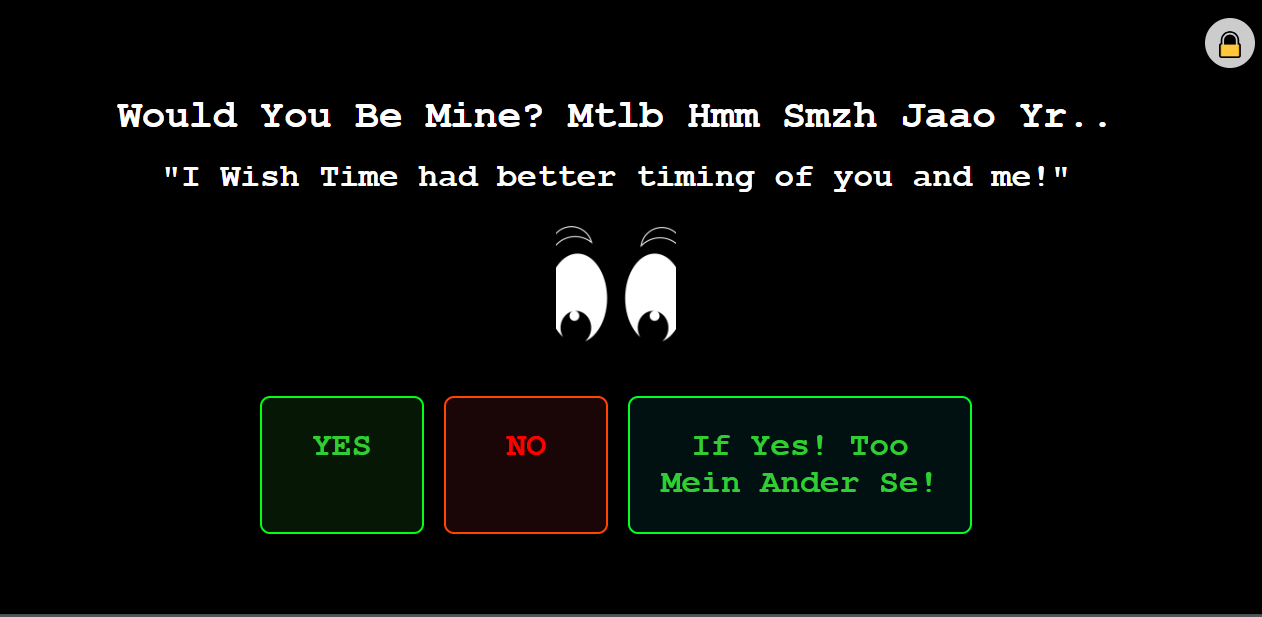 Would You Be Mine? Mtlb Hmm Smzh Jaao Yr..
"I Wish Time had better timing of you and me!"
YES
NO
If Yes! Too
Mein Ander Se!